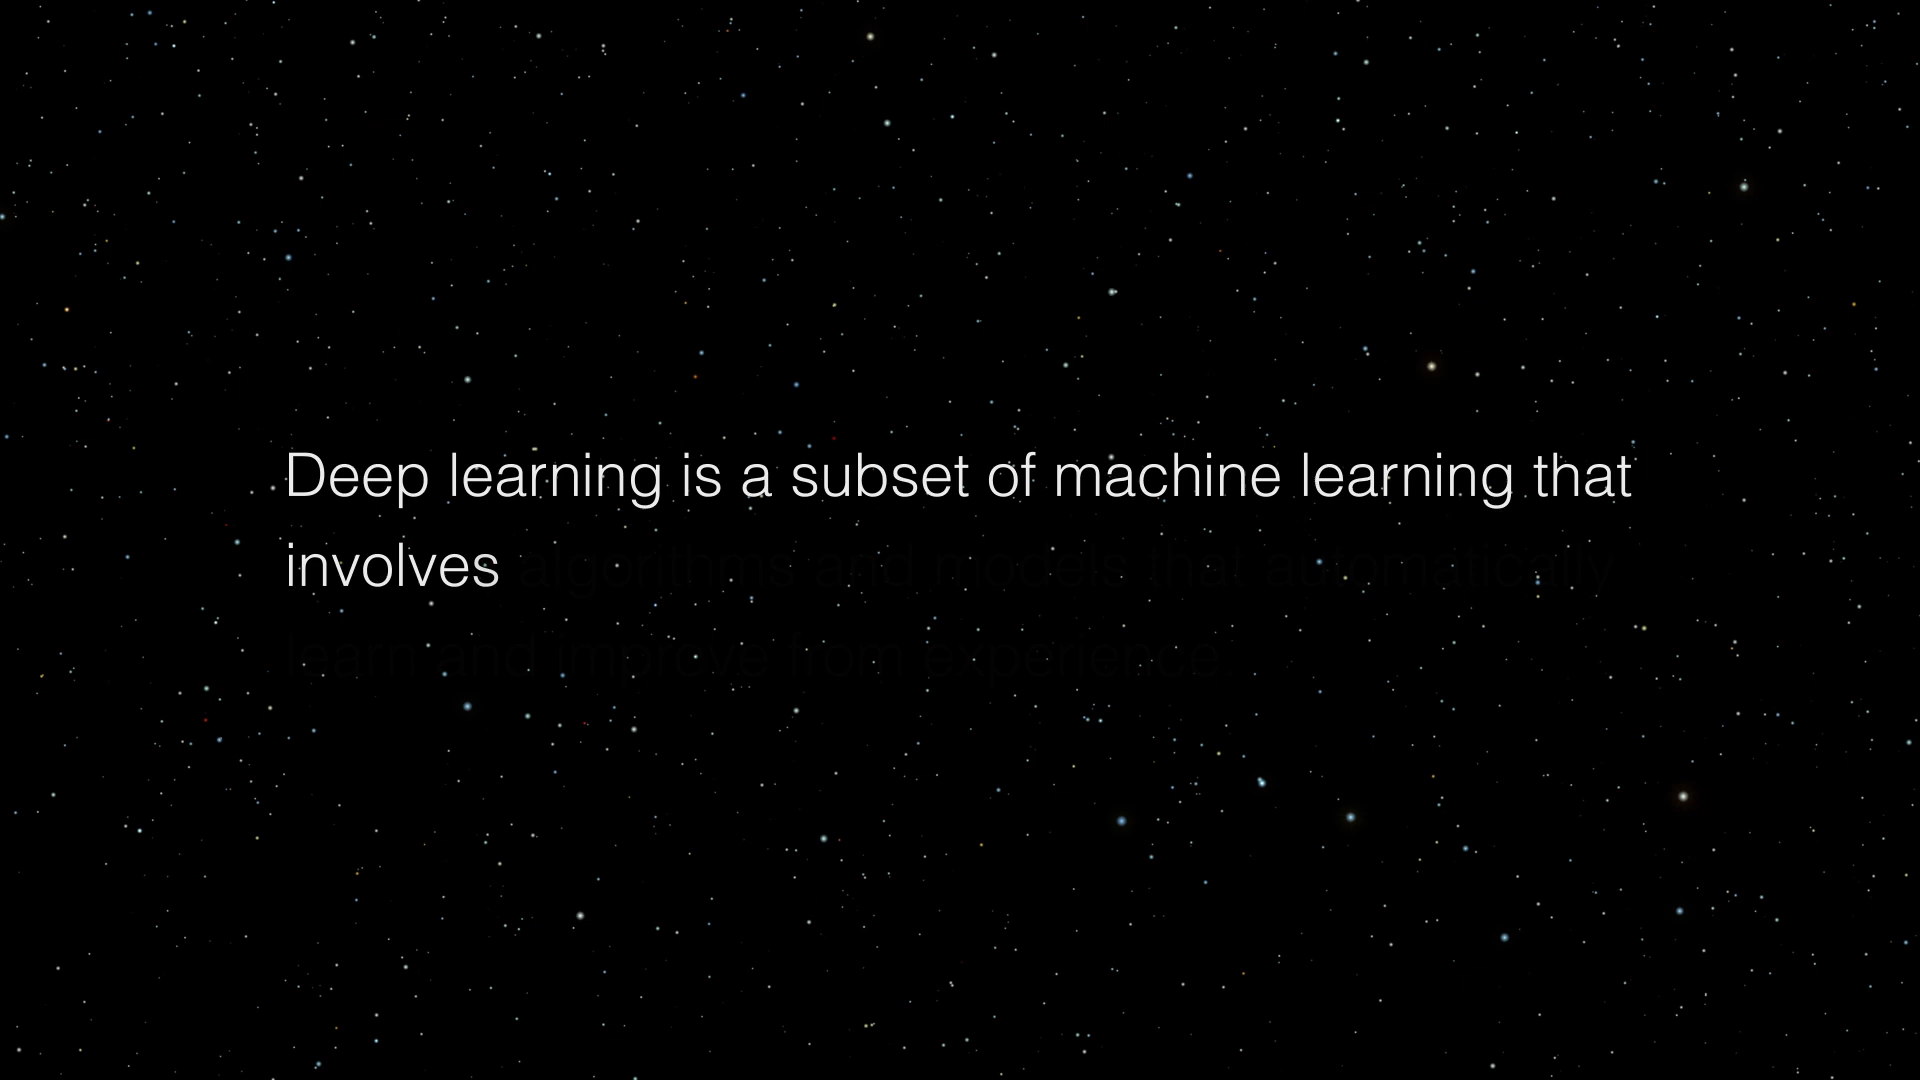 Deep learning is a subset of machine learning that
involves algorithms and models that automatically
learn and improve from experience.